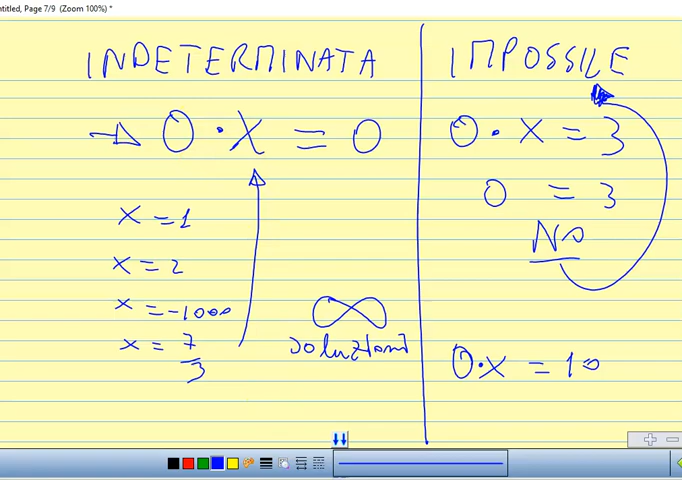 ntitled, Page 7/9 (Zoom 100%) *
INDETERMINATA
→ 0 · x = 0
x = 1
x = 2
x = -1000
x = 7/3
∞
soluzioni
IMPOSSILE
0 · x = 3
0 = 3
No
0 · x = 10